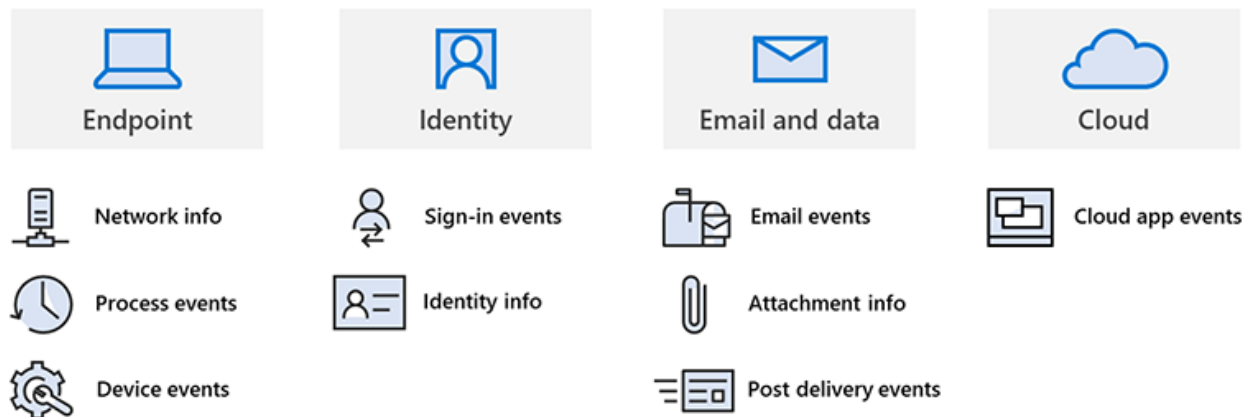 Endpoint
Identity
Email and data
Cloud
Network info
Sign-in events
Email events
Cloud app events
Process events
Identity info
Attachment info
Device events
Post delivery events